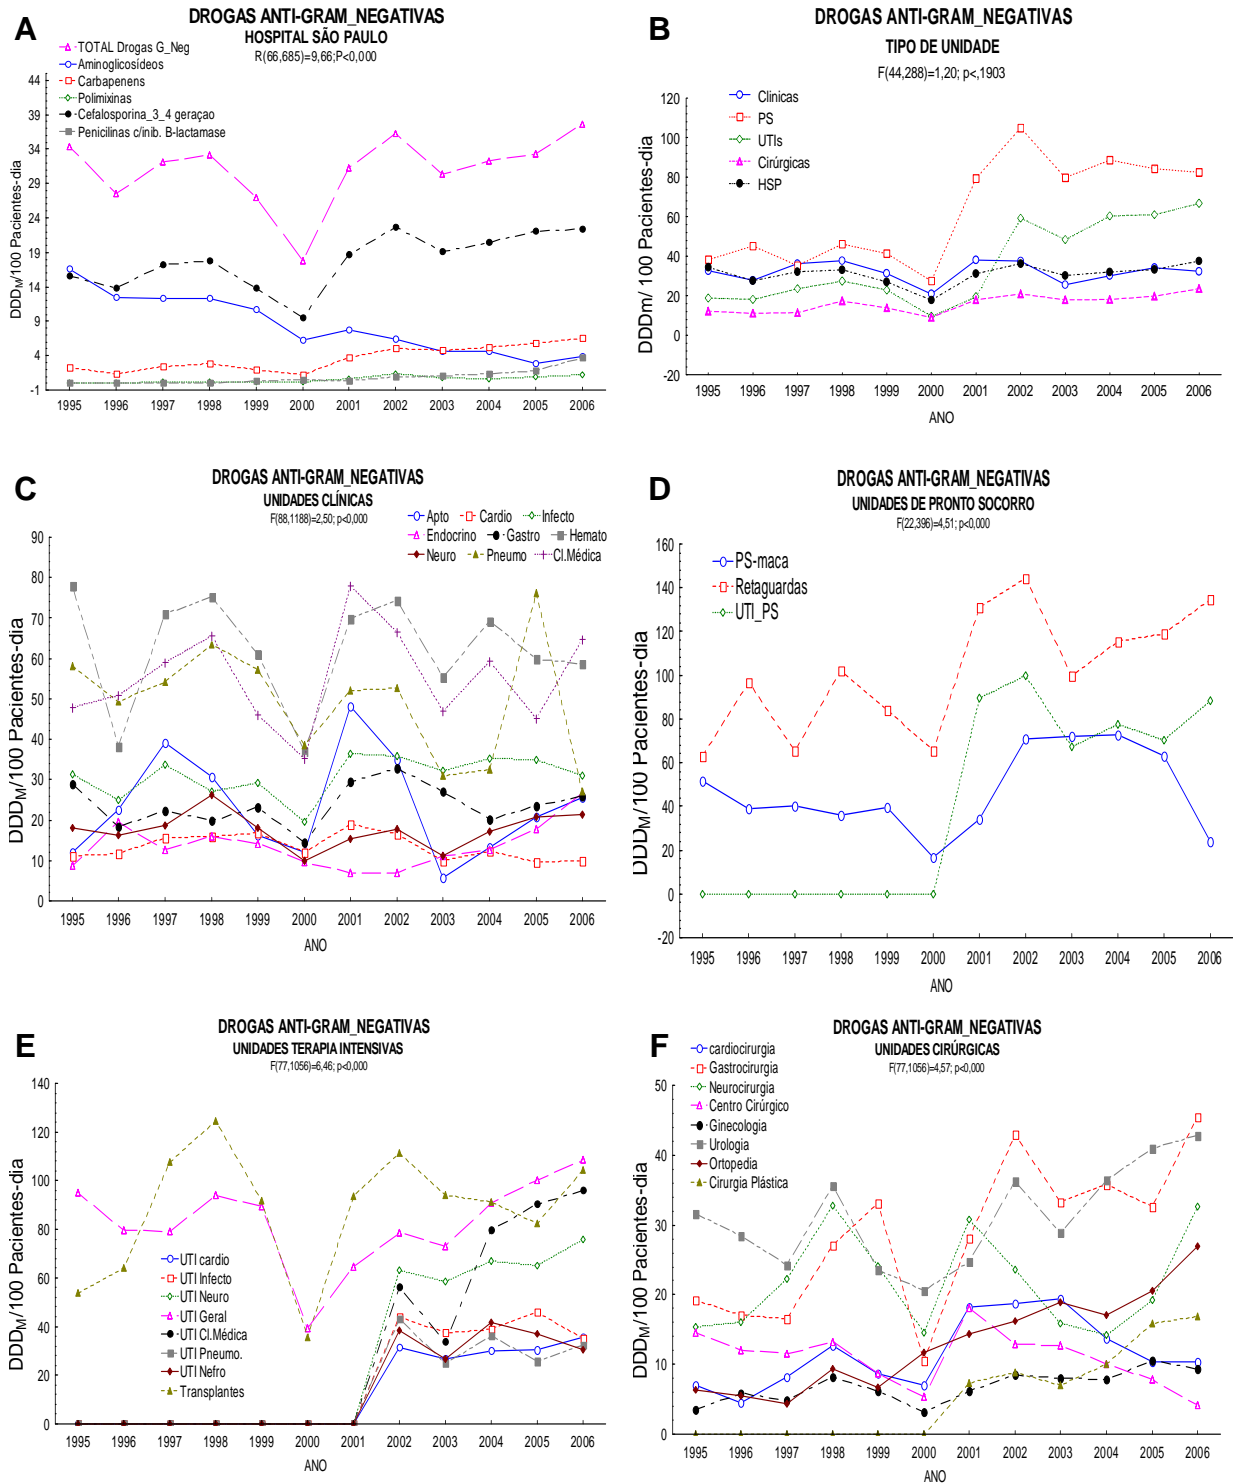 A
DROGAS ANTI-GRAM_NEGATIVAS
HOSPITAL SÃO PAULO
R(66,685)=9,66;P<0,000
TOTAL Drogas G_Neg
Aminoglicosídeos
Carbapenens
Polimixinas
Cefalosporina_3_4 geraçao
Penicilinas c/inib. B-lactamase
DDD_M/100 Pacientes-dia
44
39
34
29
24
19
14
9
4
-1
1995 1996 1997 1998 1999 2000 2001 2002 2003 2004 2005 2006
B
DROGAS ANTI-GRAM_NEGATIVAS
TIPO DE UNIDADE
F(44,288)=1,20; p<,1903
Clinicas
PS
UTIs
Cirúrgicas
HSP
DDDm/ 100 Pacientes-dia
120
100
80
60
40
20
0
-20
1995 1996 1997 1998 1999 2000 2001 2002 2003 2004 2005 2006
ANO
C
DROGAS ANTI-GRAM_NEGATIVAS
UNIDADES CLÍNICAS
F(88,1188)=2,50; p<0,000
Apto Cardio Infecto
Endocrino Gastro Hemato
Neuro Pneumo Cl.Médica
DDD_M/100 Pacientes-dia
90
80
70
60
50
40
30
20
10
0
1995 1996 1997 1998 1999 2000 2001 2002 2003 2004 2005 2006
ANO
D
DROGAS ANTI-GRAM_NEGATIVAS
UNIDADES DE PRONTO SOCORRO
F(22,396)=4,51; p<0,000
PS-maca
Retaguardas
UTI_PS
DDD_M/100 Pacientes-dia
160
140
120
100
80
60
40
20
0
-20
1995 1996 1997 1998 1999 2000 2001 2002 2003 2004 2005 2006
ANO
E
DROGAS ANTI-GRAM_NEGATIVAS
UNIDADES TERAPIA INTENSIVAS
F(77,1056)=6,46; p<0,000
UTI cardio
UTI Infecto
UTI Neuro
UTI Geral
UTI Cl.Médica
UTI Pneumo.
UTI Nefro
Transplantes
DDD_M/100 Pacientes-dia
140
120
100
80
60
40
20
0
1995 1996 1997 1998 1999 2000 2001 2002 2003 2004 2005 2006
ANO
F
DROGAS ANTI-GRAM_NEGATIVAS
UNIDADES CIRÚRGICAS
F(77,1056)=4,57; p<0,000
cardiocirurgia
Gastrocirurgia
Neurocirurgia
Centro Cirúrgico
Ginecologia
Urologia
Ortopedia
Cirurgia Plástica
DDD_M/100 Pacientes-dia
50
40
30
20
10
0
1995 1996 1997 1998 1999 2000 2001 2002 2003 2004 2005 2006
ANO